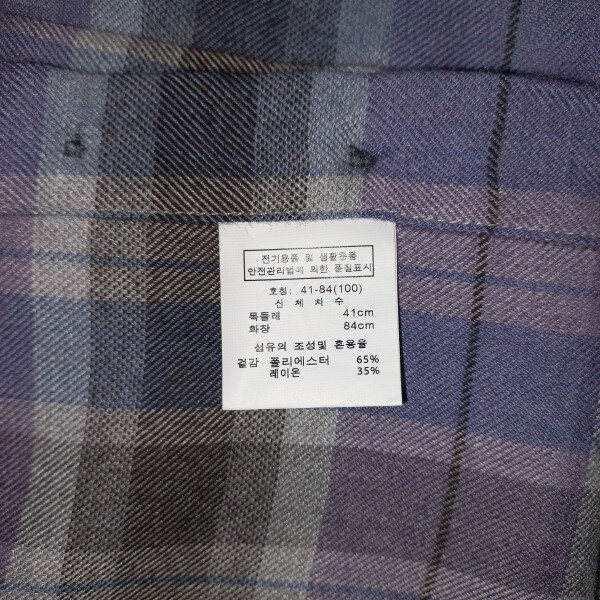 전기용품 및 생활용품
안전관리법에 의한 품질표시
호칭: 41-84(100)
신 체 치 수
목둘레 41cm
화장 84cm
섬유의 조성및 혼용율
겉감 폴리에스터 65%
레이온 35%